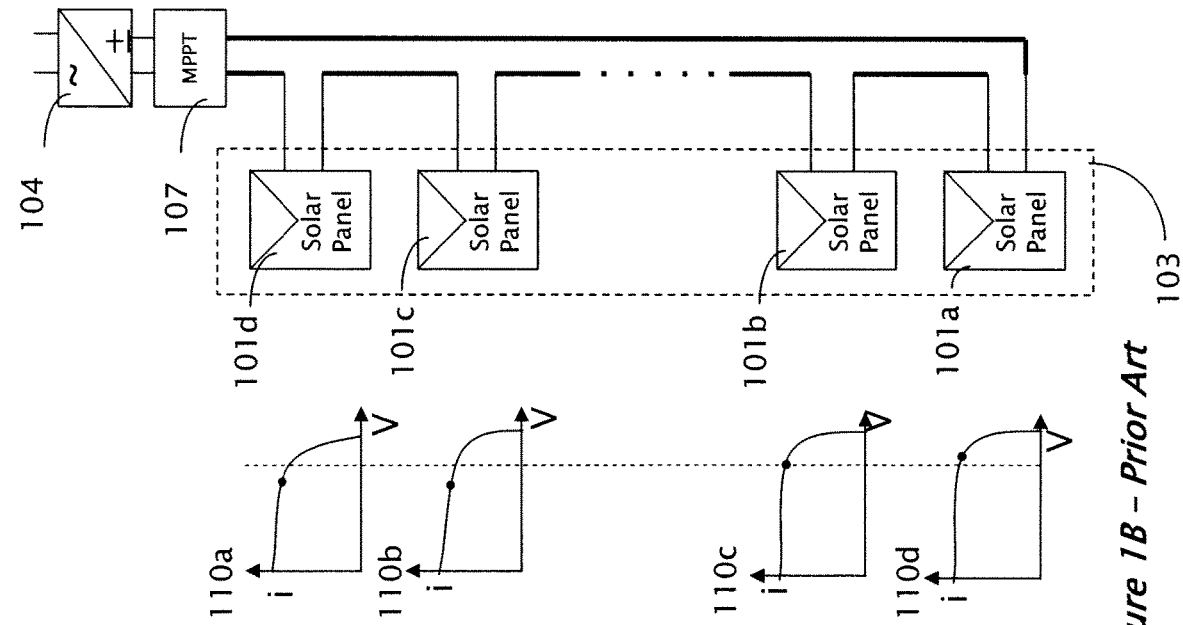 104
~
±
107
MPPT
101d
Solar
Panel
101c
Solar
Panel
101b
Solar
Panel
101a
Solar
Panel
103
110a
i
V
110b
i
V
110c
i
V
110d
i
V
ure 1B – Prior Art